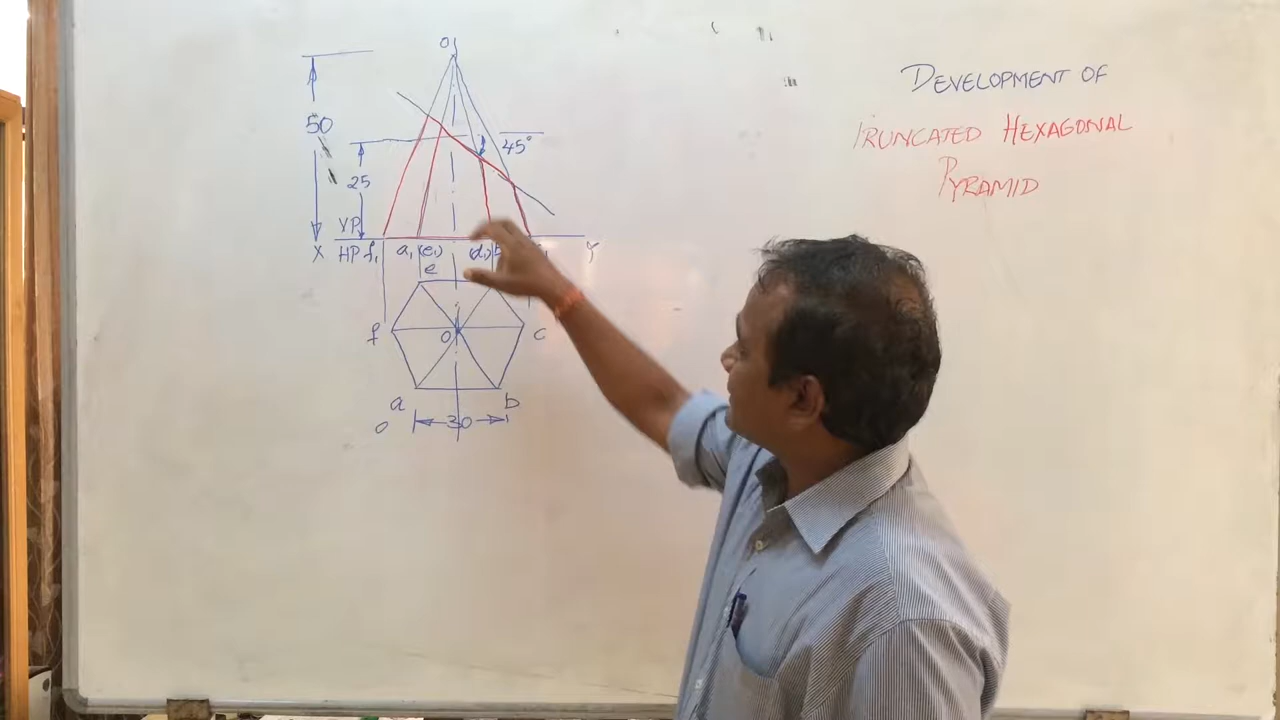 DEVELOPMENT OF
TRUNCATED HEXAGONAL
PYRAMID
O
50
45°
25
VP
X HP f₁ a₁ (e₁) (d₁) Y
e
f O C
a b
O 30